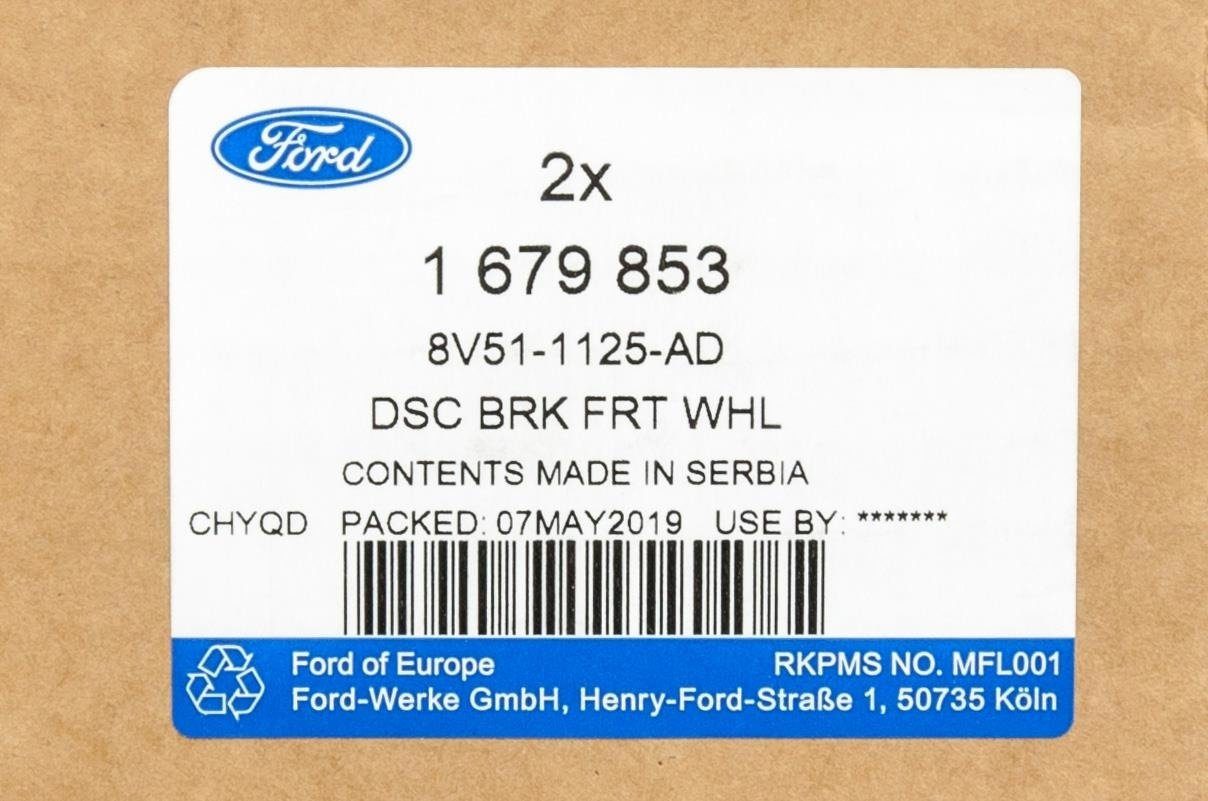 Ford
2x
1 679 853
8V51-1125-AD
DSC BRK FRT WHL
CONTENTS MADE IN SERBIA
CHYQD PACKED: 07MAY2019 USE BY: *******
Ford of Europe RKPMS NO. MFL001
Ford-Werke GmbH, Henry-Ford-Straße 1, 50735 Köln